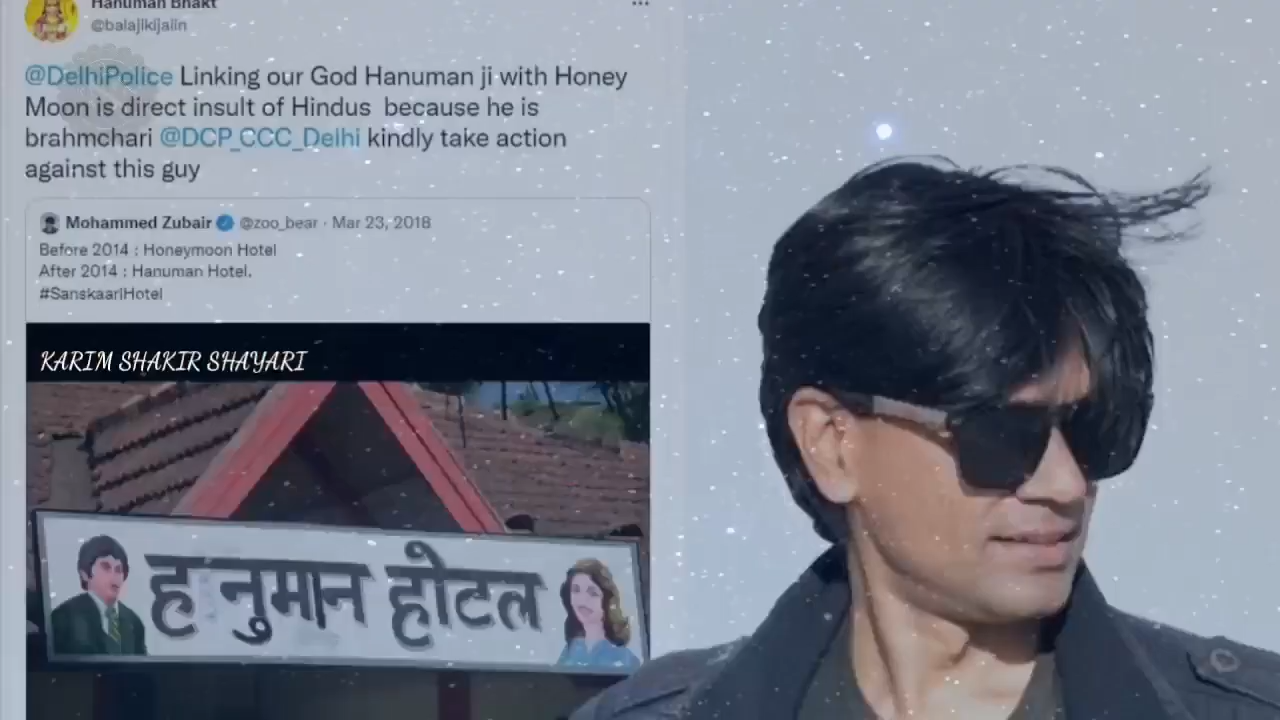 Hanuman Bhakt
@balajikijaiin
@DelhiPolice Linking our God Hanuman ji with Honey
Moon is direct insult of Hindus because he is
brahmchari @DCP_CCC_Delhi kindly take action
against this guy
Mohammed Zubair @zoo_bear · Mar 23, 2018
Before 2014 : Honeymoon Hotel
After 2014 : Hanuman Hotel.
#SanskaariHotel
KARIM SHAKIR SHAYARI
हनुमान होटल